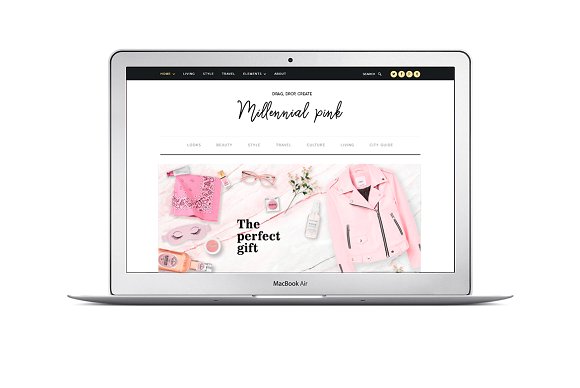 HOME LIVING STYLE TRAVEL ELEMENTS ABOUT SEARCH
DRAG, DROP, CREATE
Millennial pink
LOOKS BEAUTY STYLE TRAVEL CULTURE LIVING CITY GUIDE
The
perfect
gift
MacBook Air